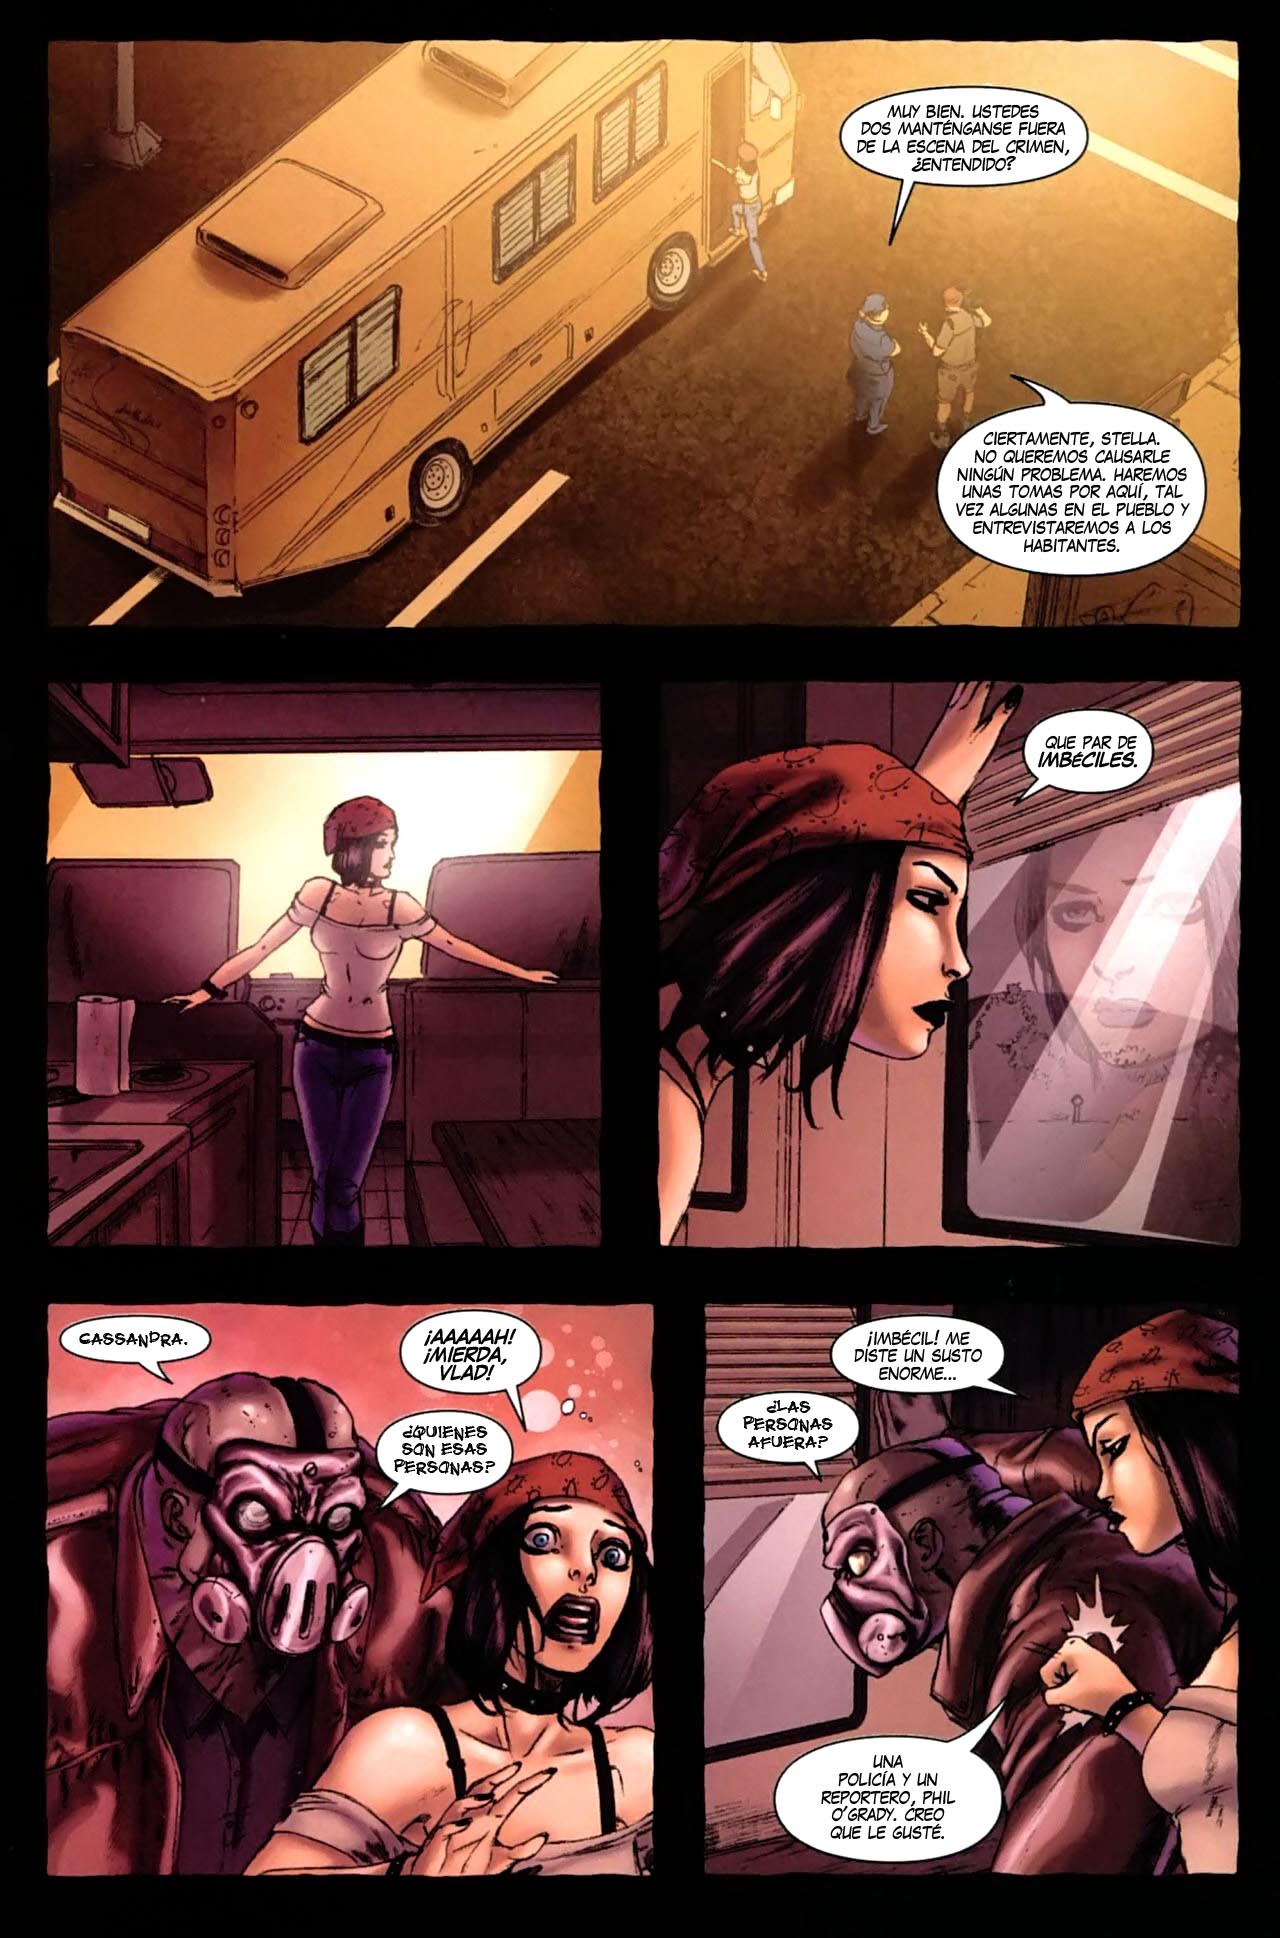 MUY BIEN. USTEDES
DOS MANTÉNGANSE FUERA
DE LA ESCENA DEL CRIMEN,
¿ENTENDIDO?
CIERTAMENTE, STELLA.
NO QUEREMOS CAUSARLE
NINGÚN PROBLEMA. HAREMOS
UNAS TOMAS POR AQUÍ, TAL
VEZ ALGUNAS EN EL PUEBLO Y
ENTREVISTAREMOS A LOS
HABITANTES.
QUE PAR DE
IMBÉCILES.
CASSANDRA.
¡AAAAAH!
¡MIERDA,
VLAD!
¿QUIENES
SON ESAS
PERSONAS?
¡IMBÉCIL! ME
DISTE UN SUSTO
ENORME...
¿LAS
PERSONAS
AFUERA?
UNA
POLICÍA Y UN
REPORTERO, PHIL
O'GRADY. CREO
QUE LE GUSTÉ.